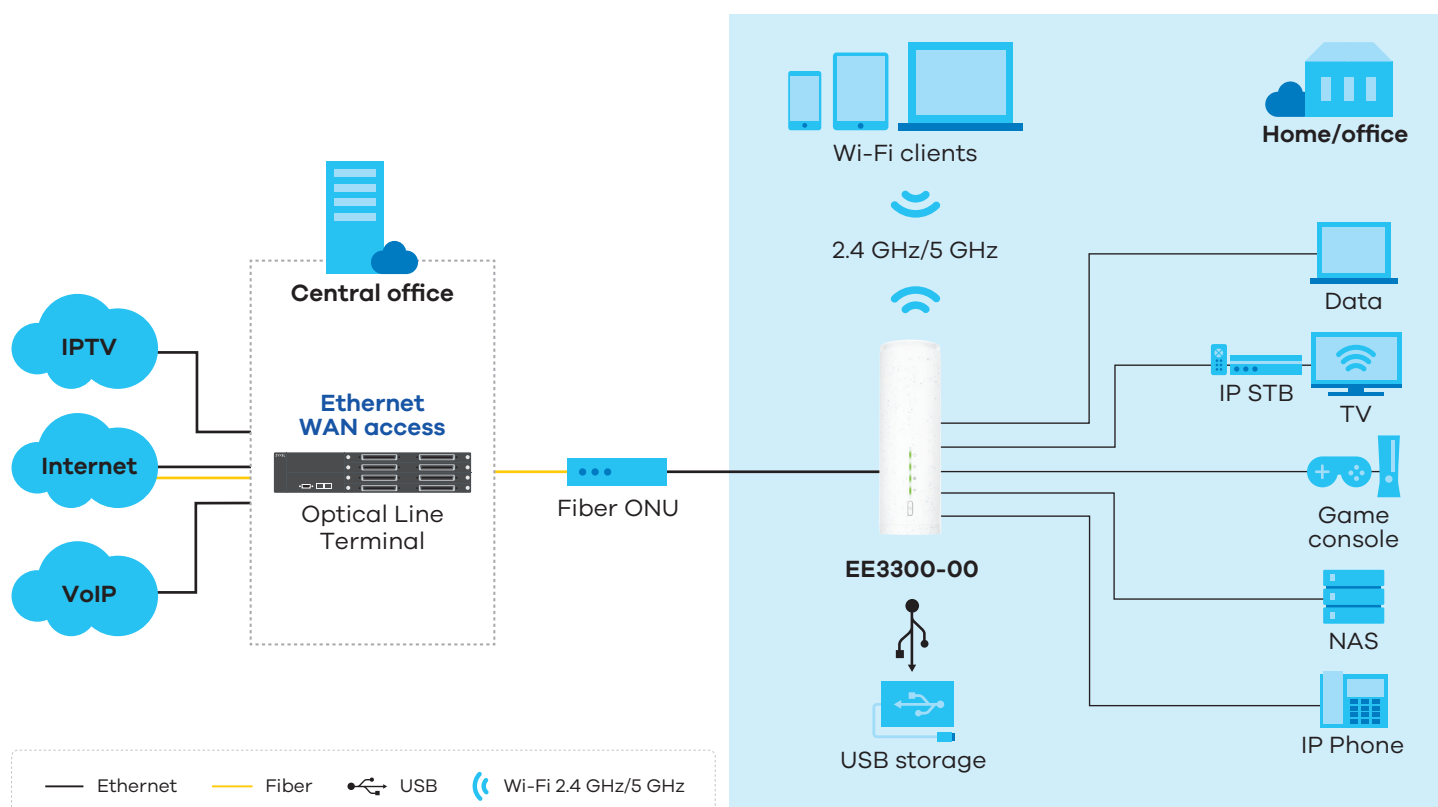 Wi-Fi clients
Home/office
2.4 GHz/5 GHz
Central office
IPTV
Internet
VoIP
Ethernet
WAN access
Optical Line
Terminal
Fiber ONU
EE3300-00
USB storage
Data
IP STB
TV
Game
console
NAS
IP Phone
Ethernet
Fiber
USB
Wi-Fi 2.4 GHz/5 GHz